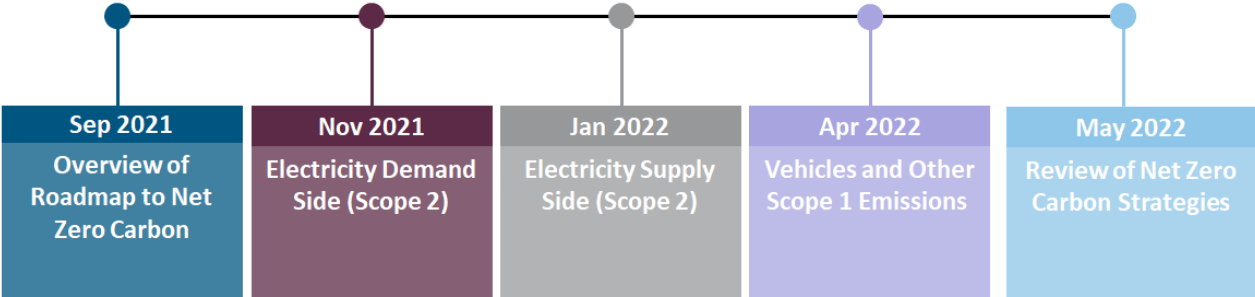 Sep 2021
Overview of
Roadmap to Net
Zero Carbon
Nov 2021
Electricity Demand
Side (Scope 2)
Jan 2022
Electricity Supply
Side (Scope 2)
Apr 2022
Vehicles and Other
Scope 1 Emissions
May 2022
Review of Net Zero
Carbon Strategies